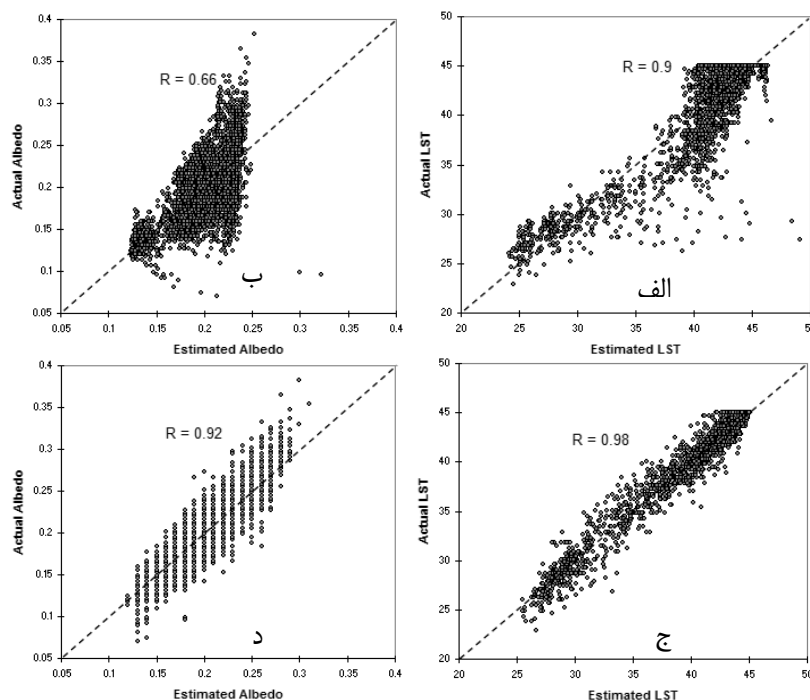 0.4
0.35
0.3
0.25
0.2
0.15
0.1
0.05
Actual Albedo
R = 0.66
ب
0.05 0.1 0.15 0.2 0.25 0.3 0.35 0.4
Estimated Albedo
50
45
40
35
30
25
20
Actual LST
R = 0.9
الف
20 25 30 35 40 45 50
Estimated LST
0.4
0.35
0.3
0.25
0.2
0.15
0.1
0.05
Actual Albedo
R = 0.92
د
0.05 0.1 0.15 0.2 0.25 0.3 0.35 0.4
Estimated Albedo
50
45
40
35
30
25
20
Actual LST
R = 0.98
ج
20 25 30 35 40 45 50
Estimated LST